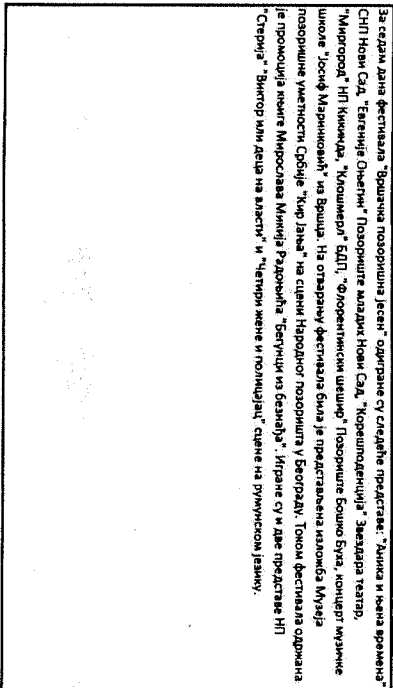 За седам дана фестивала "Вршачка позоришна јесен" одигране су следеће представе: "Аника и њена времена"
СНП Нови Сад, "Евгеније Оњегин" Позориште младих Нови Сад, "Корешподенција" Звездара театар,
"Миргород" НП Кикинда, "Клошмерл" БДП, "Флорентински шешир" Позориште Бошко Буха, концерт музичке
школе "Јосиф Маринковић" из Вршца. На отварању фестивала била је представљена изложба Музеја
позоришне уметности Србије "Кир Јања" на сцени Народног позоришта у Београду. Током фестивала одржана
је промоција књиге Мирослава Микија Радоњића "Бегунци из безнађа". Игране су и две представе НП
"Стерија" "Виктор или деца на власти" и "Четири жене и полицајац" сцене на румунском језику.